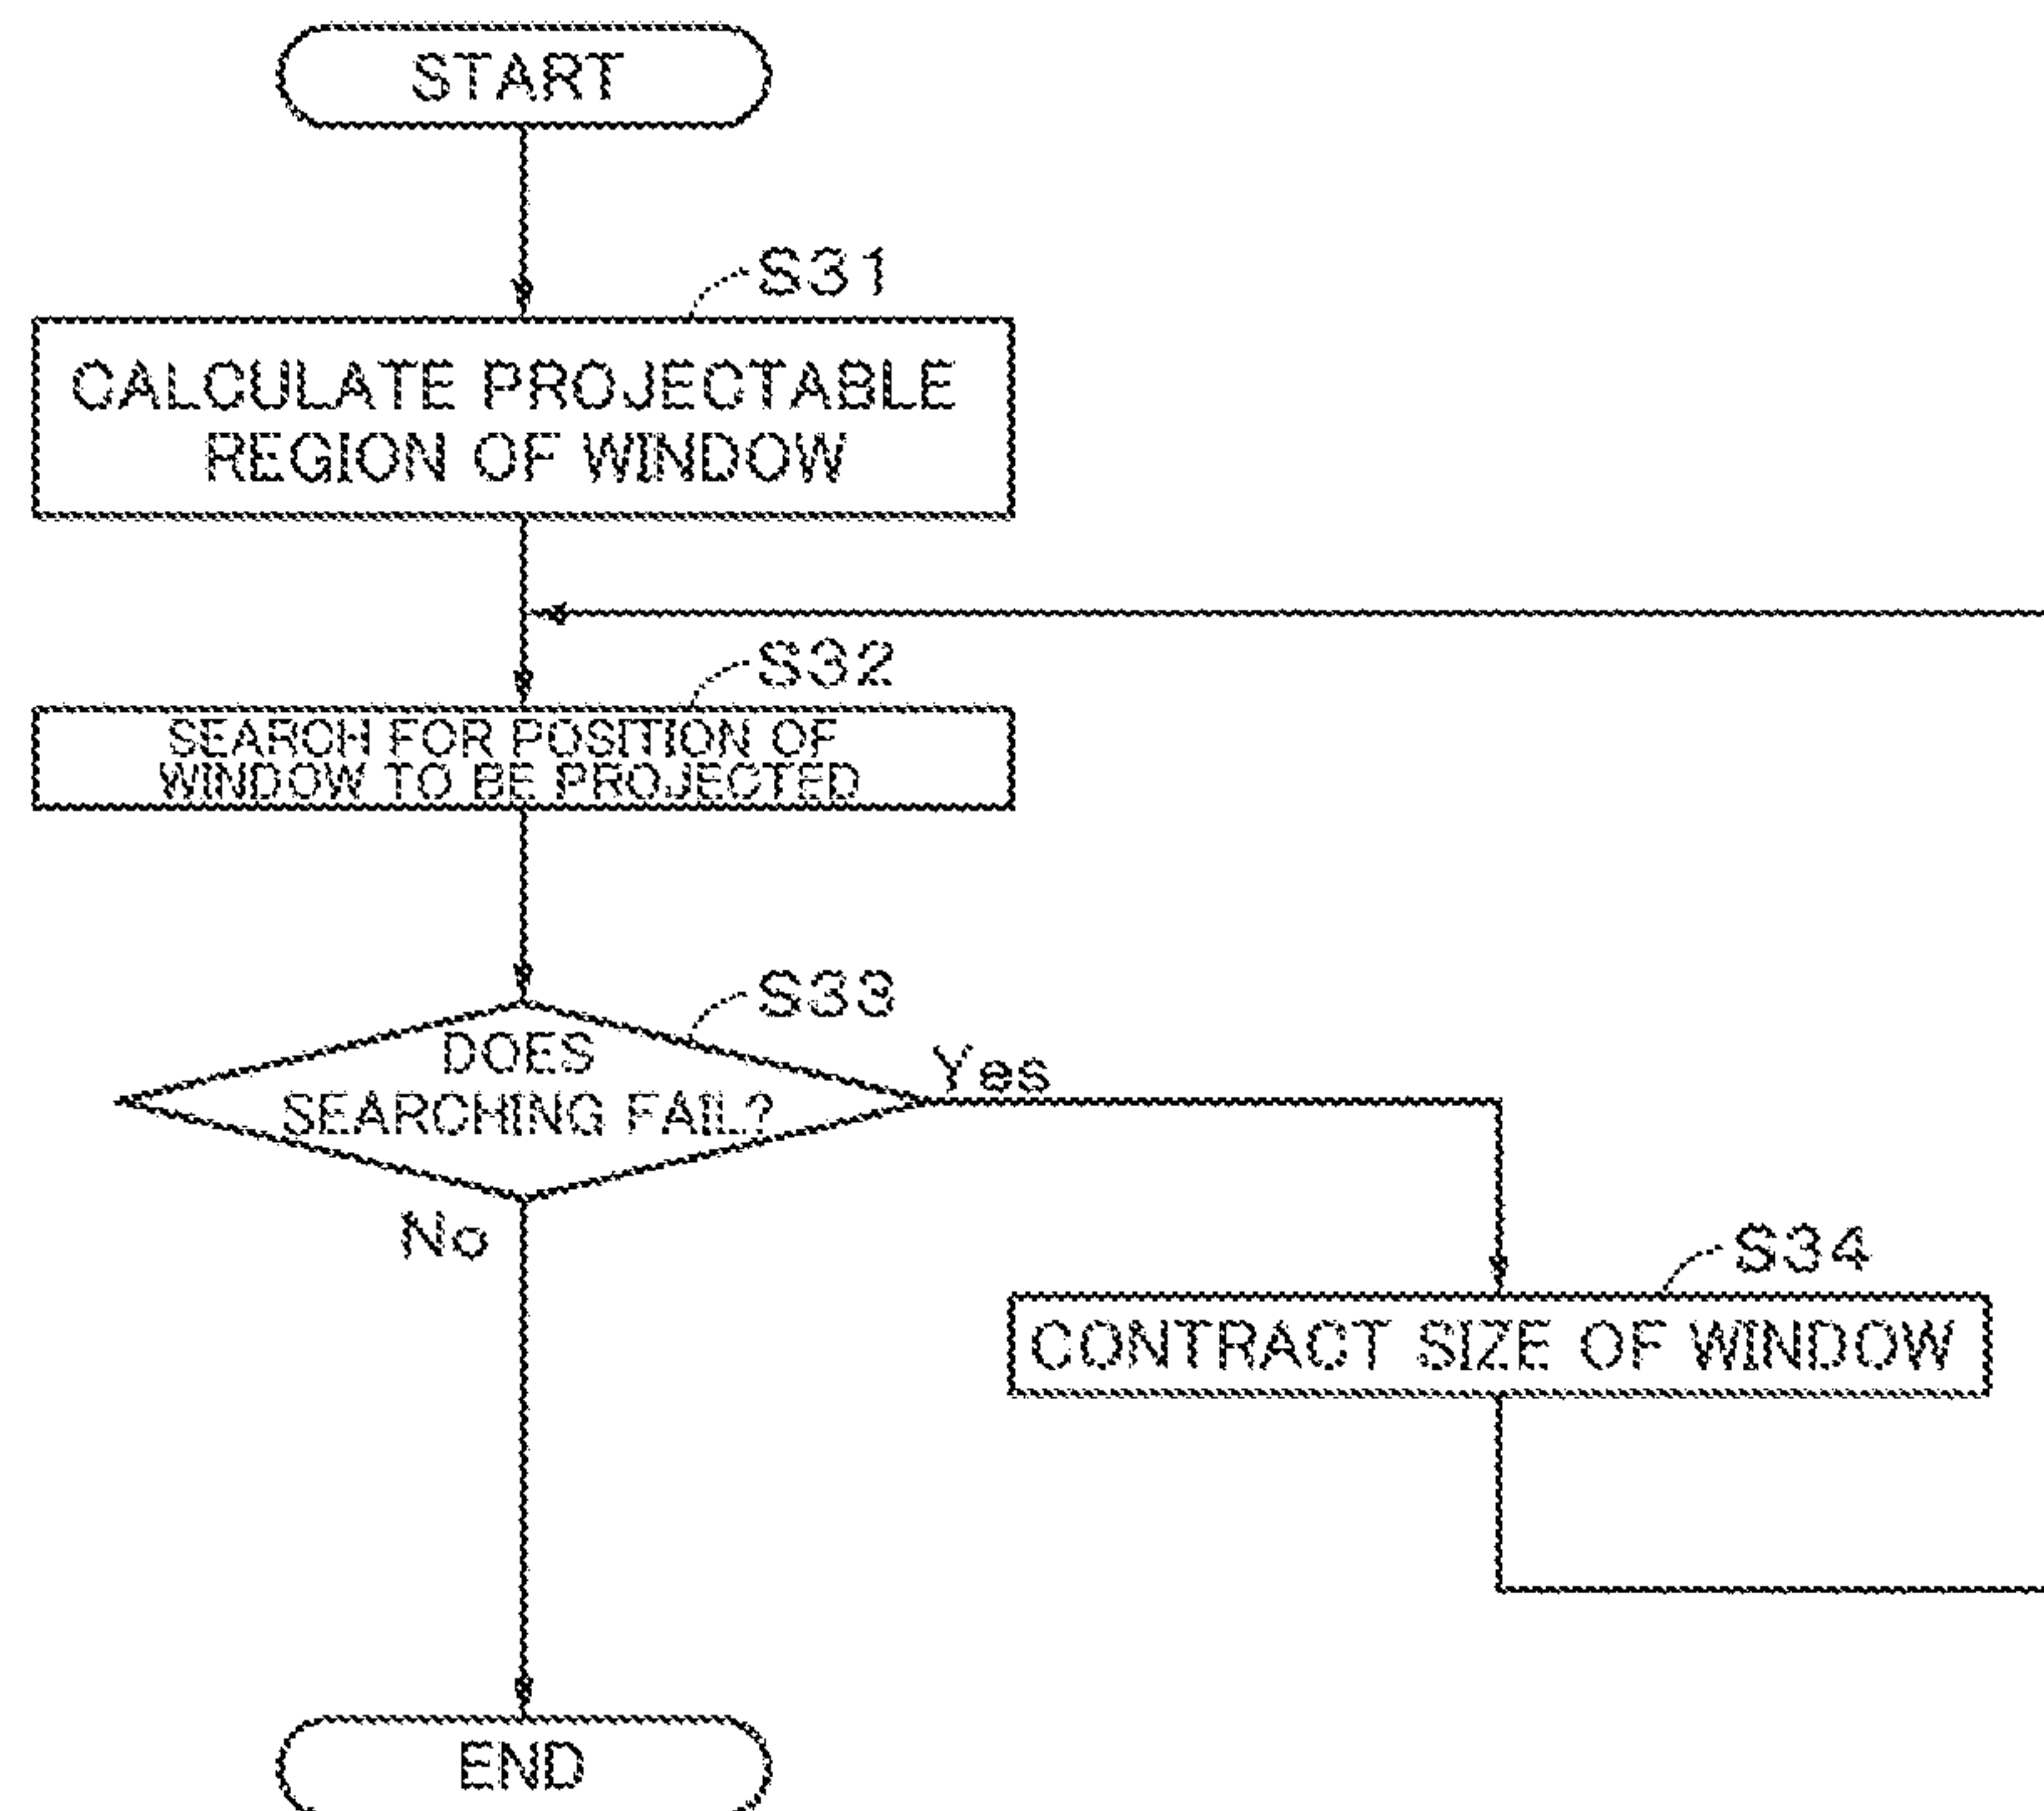 START
S31
CALCULATE PROJECTABLE
REGION OF WINDOW
S32
SEARCH FOR POSITION OF
WINDOW TO BE PROJECTED
S33
DOES
SEARCHING FAIL?
Yes
No
S34
CONTRACT SIZE OF WINDOW
END